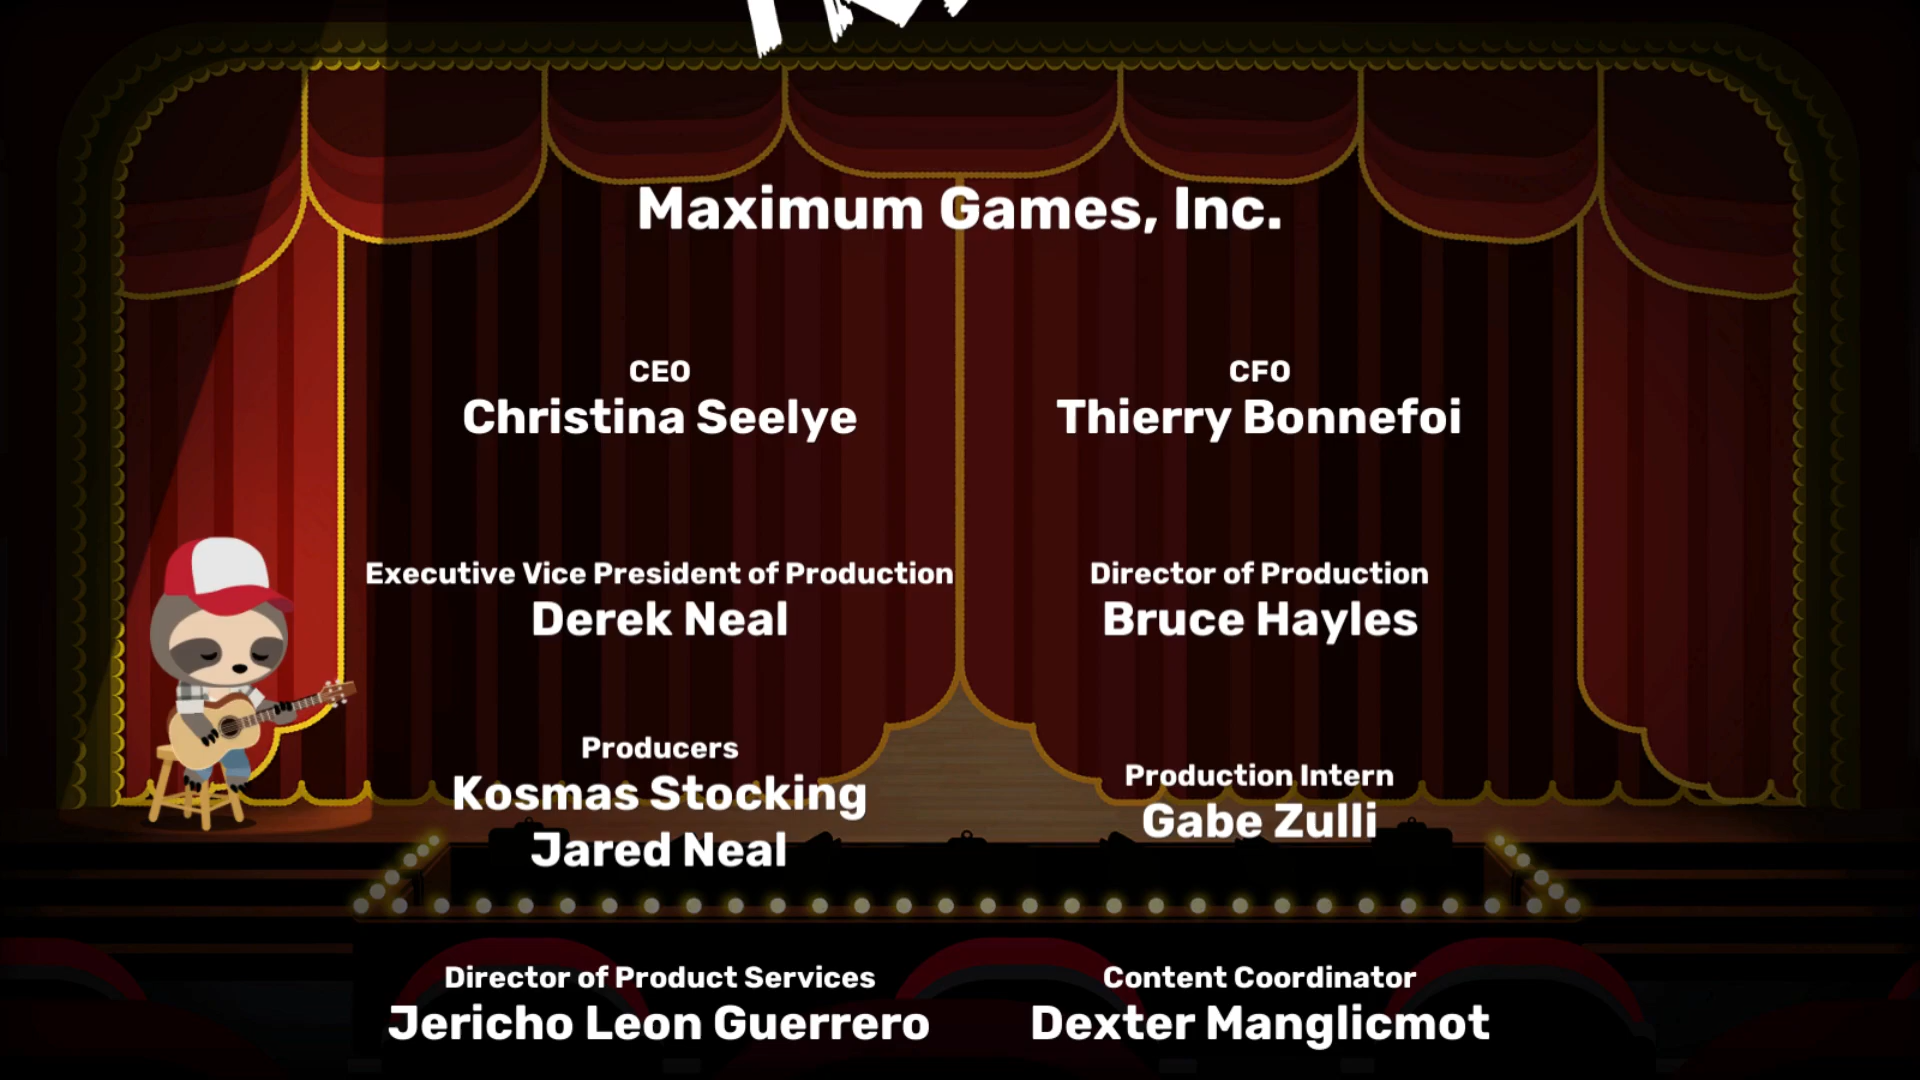 Maximum Games, Inc.
CEO
Christina Seelye
CFO
Thierry Bonnefoi
Executive Vice President of Production
Derek Neal
Director of Production
Bruce Hayles
Producers
Kosmas Stocking
Jared Neal
Production Intern
Gabe Zulli
Director of Product Services
Jericho Leon Guerrero
Content Coordinator
Dexter Manglicmot